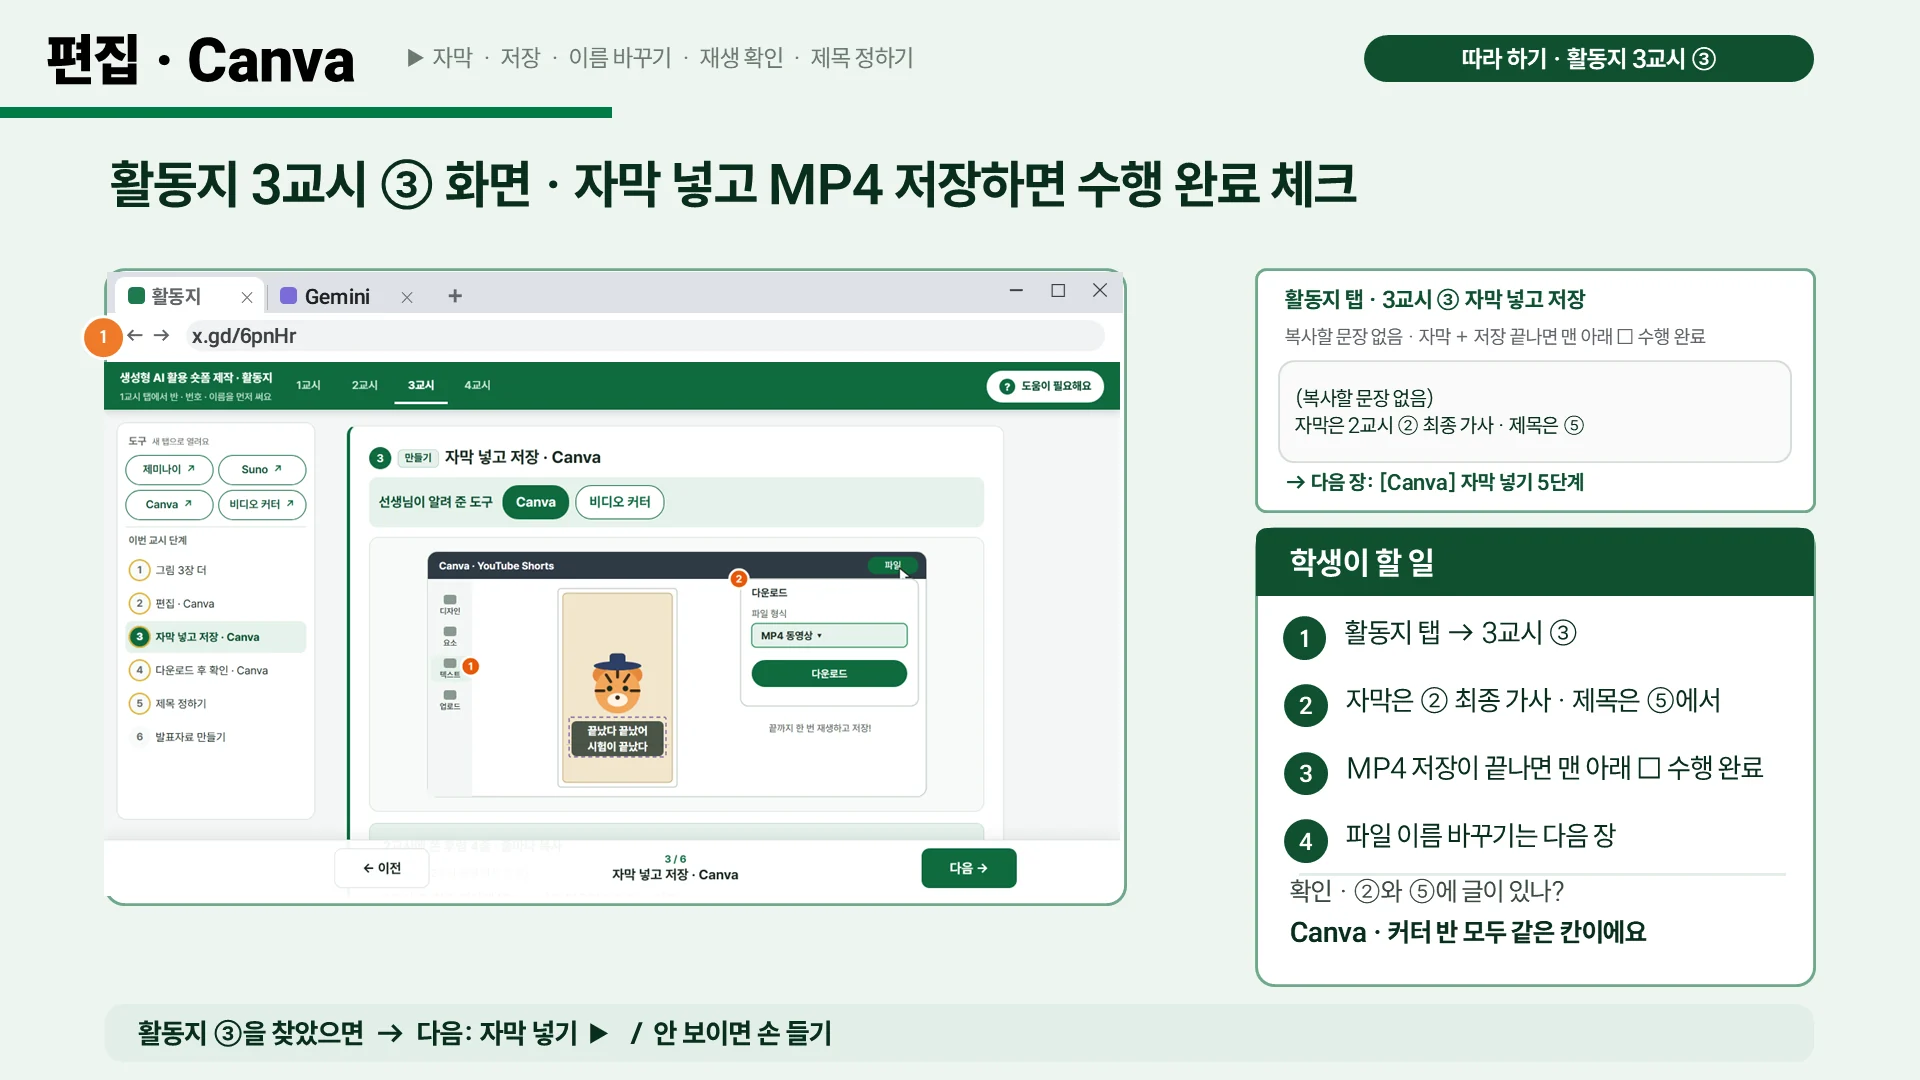 편집 · Canva
▶ 자막 · 저장 · 이름 바꾸기 · 재생 확인 · 제목 정하기
따라 하기 · 활동지 3교시 ③
활동지 3교시 ③ 화면 · 자막 넣고 MP4 저장하면 수행 완료 체크
활동지 × Gemini × +
1
← → x.gd/6pnHr
생성형 AI 활용 숏폼 제작 · 활동지
1교시 탭에서 반 · 번호 · 이름을 먼저 써요
1교시 2교시 3교시 4교시
? 도움이 필요해요
도구 새 탭으로 열려요
제미나이 ↗ Suno ↗
Canva ↗ 비디오 커터 ↗
이번 교시 단계
1 그림 3장 더
2 편집 · Canva
3 자막 넣고 저장 · Canva
4 다운로드 후 확인 · Canva
5 제목 정하기
6 발표자료 만들기
3 만들기 자막 넣고 저장 · Canva
선생님이 알려 준 도구 Canva 비디오 커터
Canva · YouTube Shorts 파일
디자인
요소
텍스트 1
업로드
끝났다 끝났어
시험이 끝났다
2
다운로드
파일 형식
MP4 동영상 ▾
다운로드
끝까지 한 번 재생하고 저장!
← 이전
3 / 6
자막 넣고 저장 · Canva
다음 →
활동지 탭 · 3교시 ③ 자막 넣고 저장
복사할 문장 없음 · 자막 + 저장 끝나면 맨 아래 □ 수행 완료
(복사할 문장 없음)
자막은 2교시 ② 최종 가사 · 제목은 ⑤
→ 다음 장: [Canva] 자막 넣기 5단계
학생이 할 일
1 활동지 탭 → 3교시 ③
2 자막은 ② 최종 가사 · 제목은 ⑤에서
3 MP4 저장이 끝나면 맨 아래 □ 수행 완료
4 파일 이름 바꾸기는 다음 장
확인 · ②와 ⑤에 글이 있나?
Canva · 커터 반 모두 같은 칸이에요
활동지 ③을 찾았으면 → 다음: 자막 넣기 ▶ / 안 보이면 손 들기